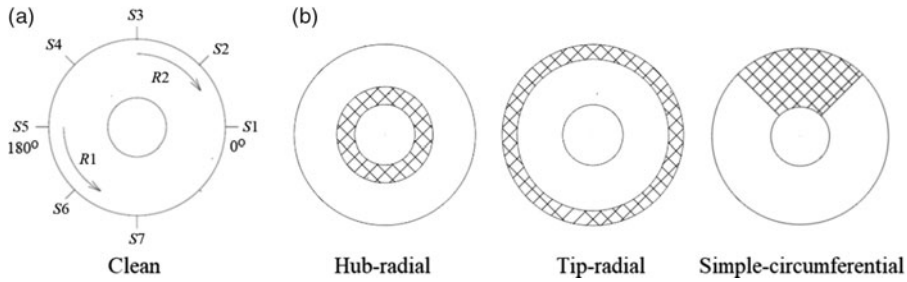 (a)
S3
S4
S2
R2
S5
S1
180°
0°
R1
S6
S7
Clean
(b)
Hub-radial
Tip-radial
Simple-circumferential